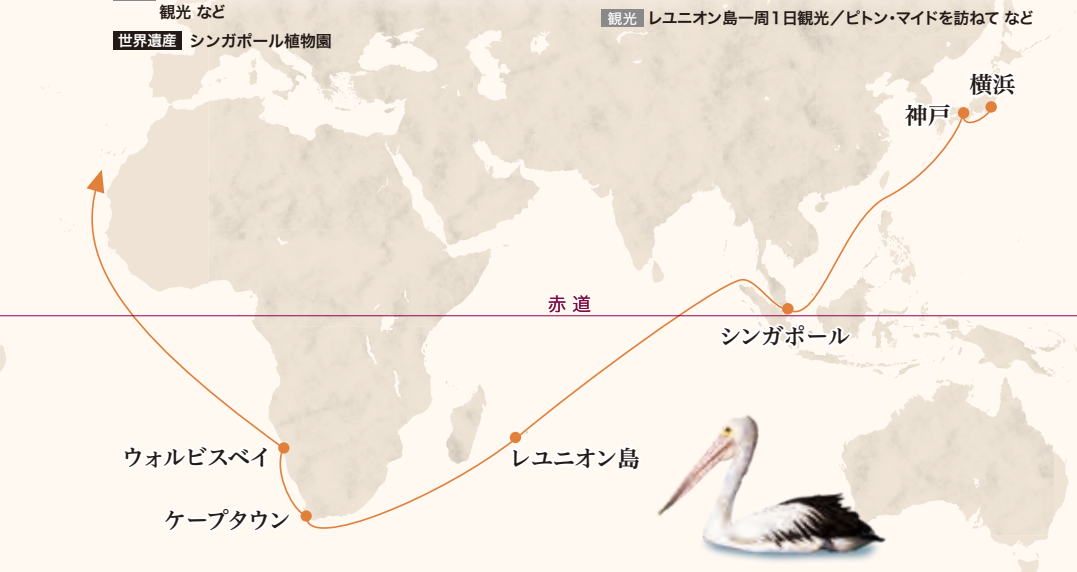 観光 など
世界遺産 シンガポール植物園
観光 レユニオン島一周1日観光／ピトン・マイドを訪ねて など
横浜
神戸
赤道
シンガポール
ウォルビスベイ
レユニオン島
ケープタウン